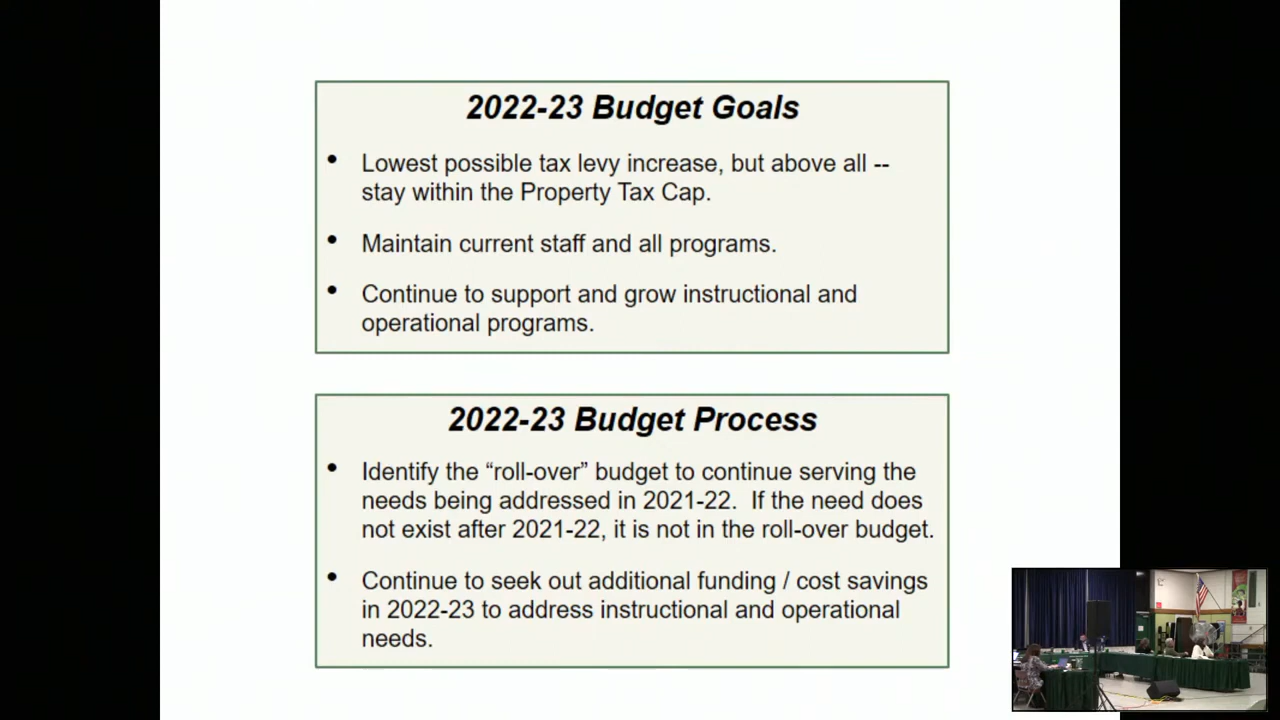 2022-23 Budget Goals
• Lowest possible tax levy increase, but above all --
stay within the Property Tax Cap.
• Maintain current staff and all programs.
• Continue to support and grow instructional and
operational programs.
2022-23 Budget Process
• Identify the “roll-over” budget to continue serving the
needs being addressed in 2021-22.  If the need does
not exist after 2021-22, it is not in the roll-over budget.
• Continue to seek out additional funding / cost savings
in 2022-23 to address instructional and operational
needs.